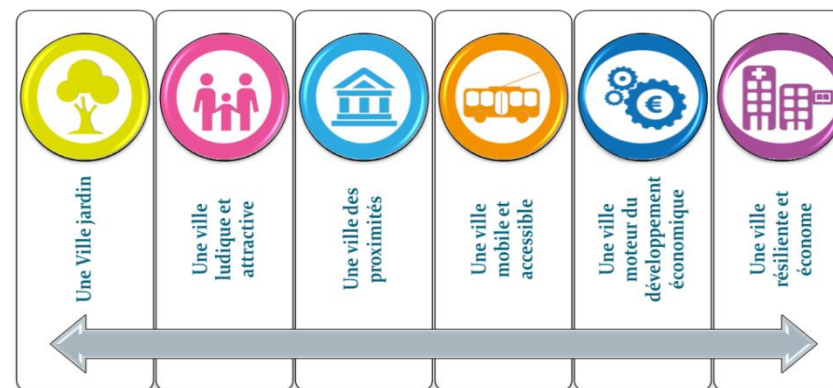 €
Une Ville jardin
Une ville
ludique et
attractive
Une ville des
proximités
Une ville
mobile et
accessible
Une ville
moteur du
développement
économique
Une ville
résiliente et
économe